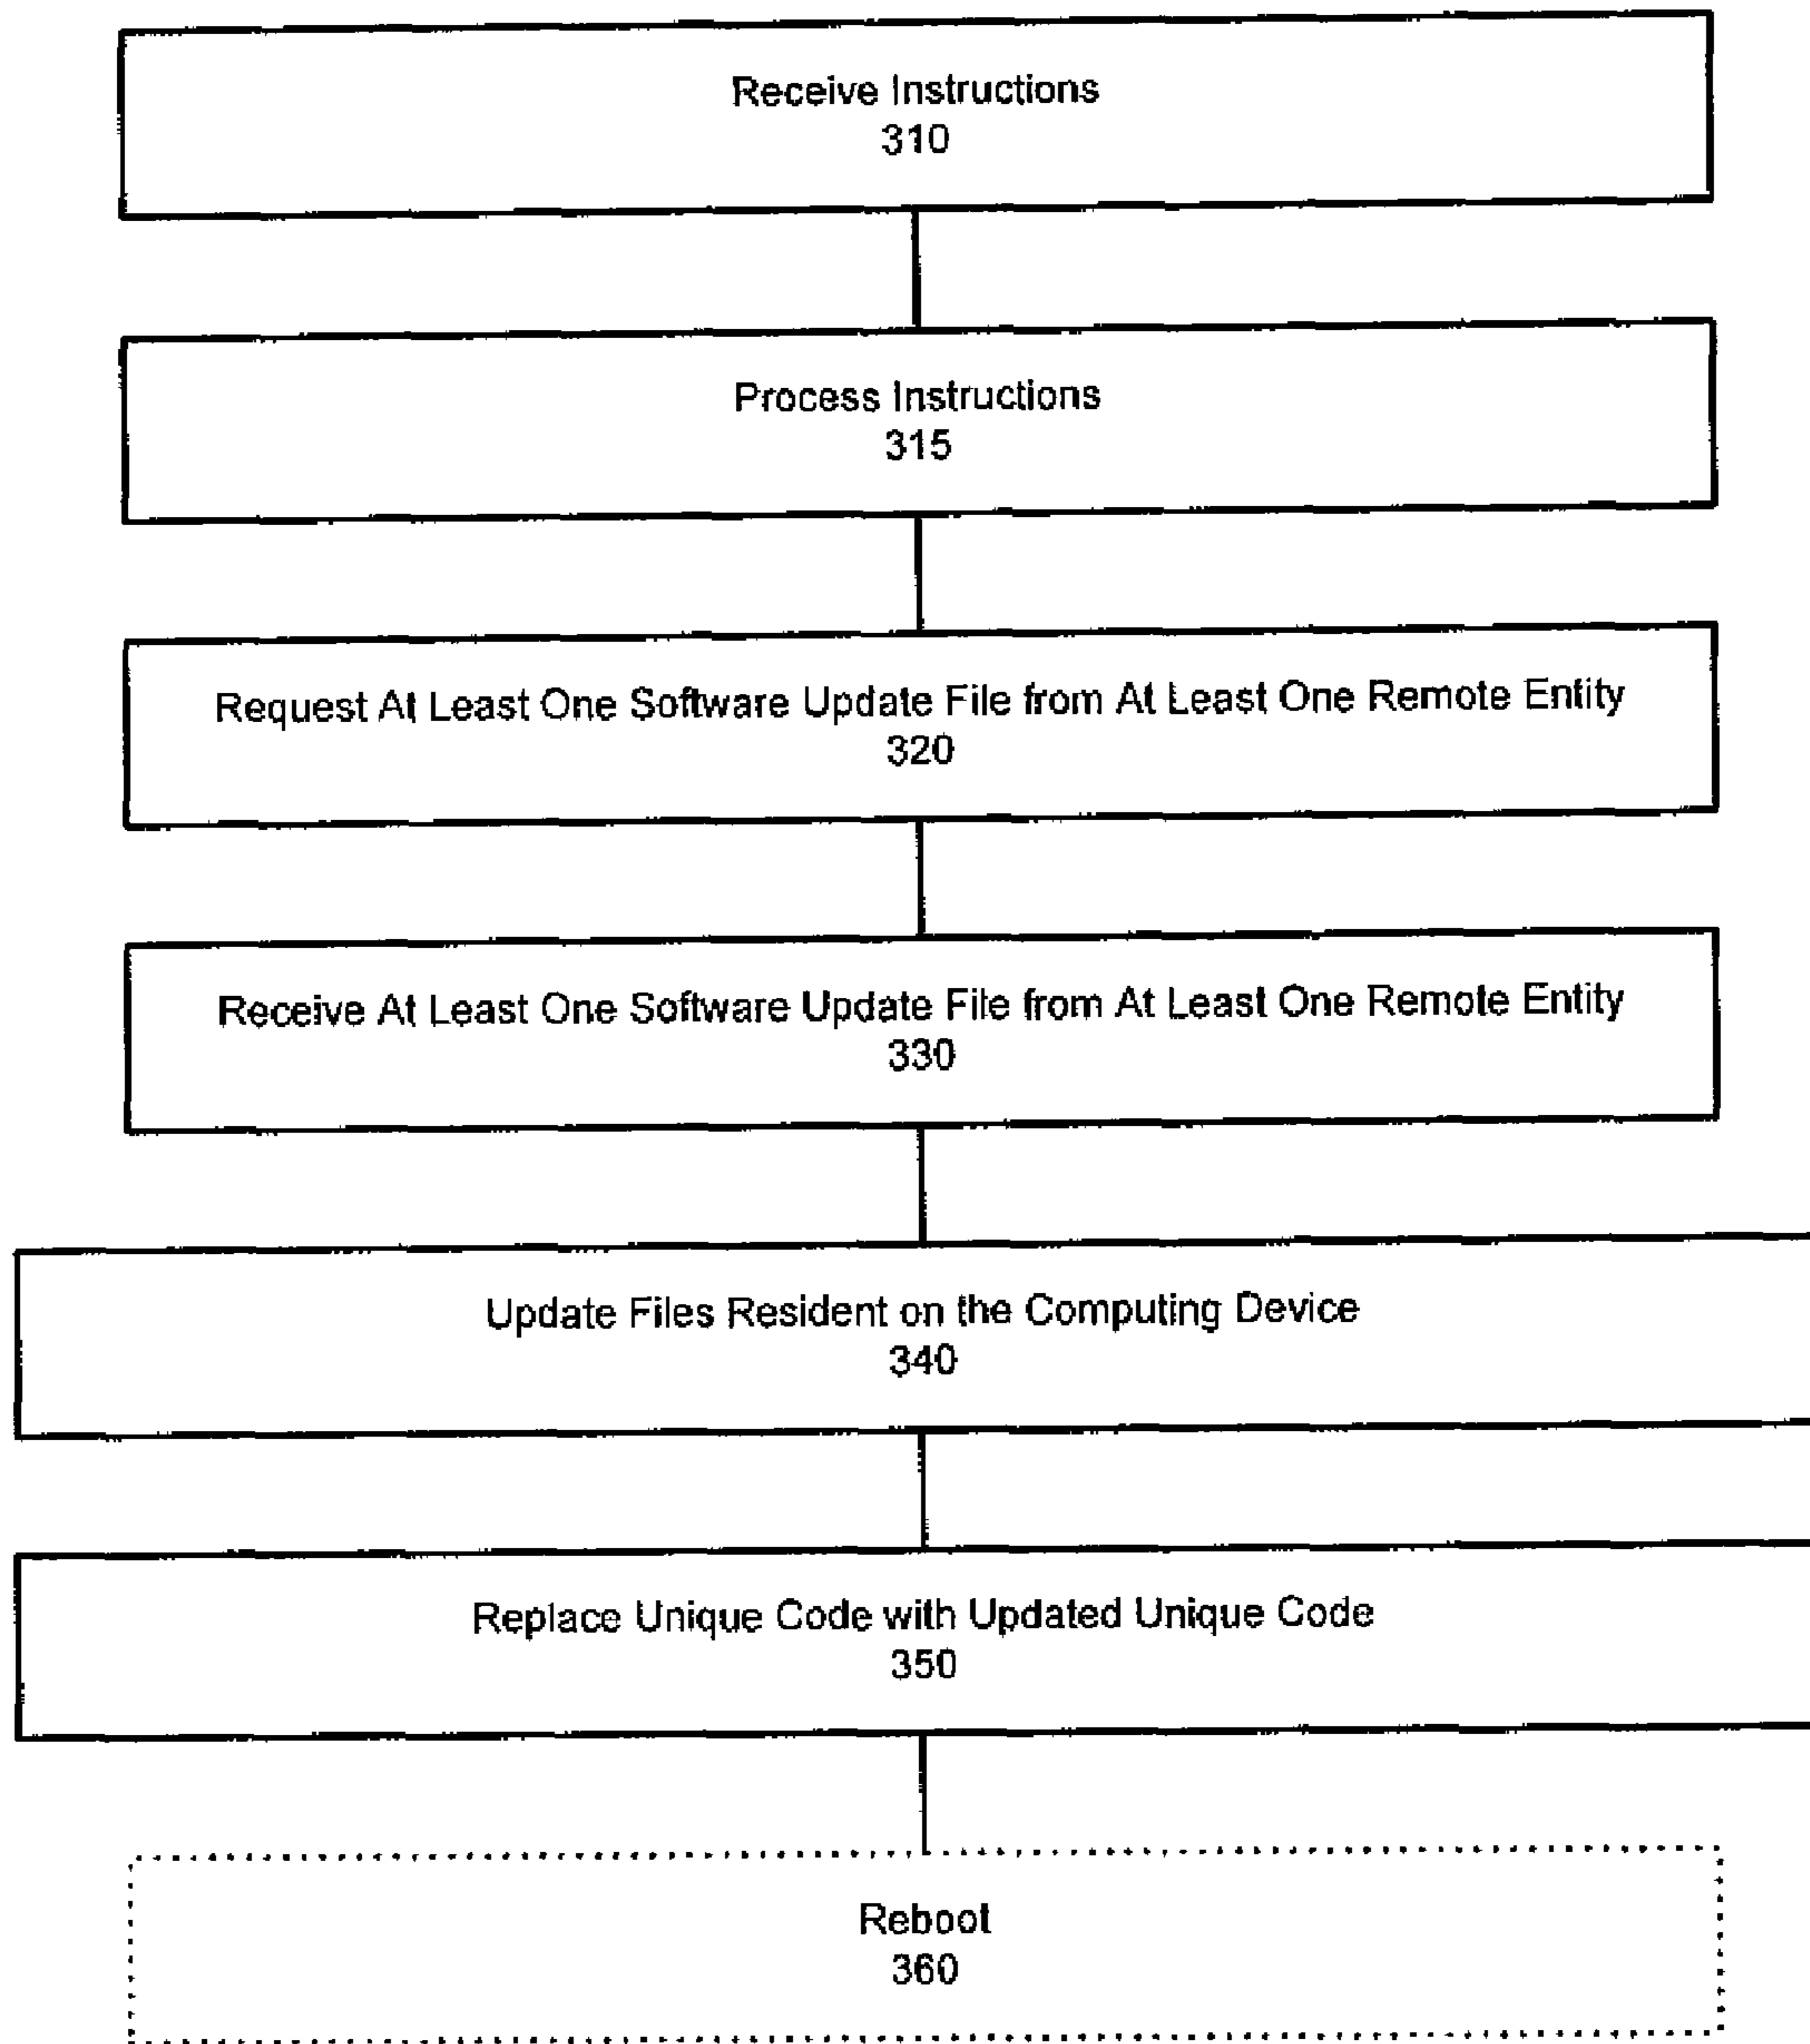 Receive Instructions
310
Process Instructions
315
Request At Least One Software Update File from At Least One Remote Entity
320
Receive At Least One Software Update File from At Least One Remote Entity
330
Update Files Resident on the Computing Device
340
Replace Unique Code with Updated Unique Code
350
Reboot
360